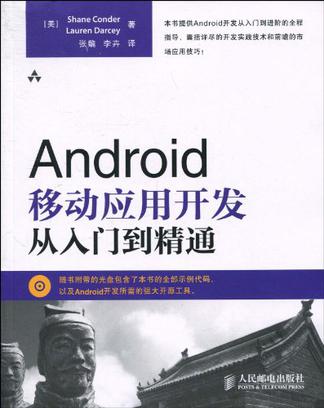 [美] Shane Conder
Lauren Darcey 著
张魏 李卉 译
本书提供Android开发从入门到进阶的全程
指导、囊括详尽的开发实践技术和前瞻的市
场应用技巧!
Android
移动应用开发
从入门到精通
随书附带的光盘包含了本书的全部示例代码,
以及Android开发所需的强大开源工具。
人民邮电出版社
POSTS & TELECOM PRESS